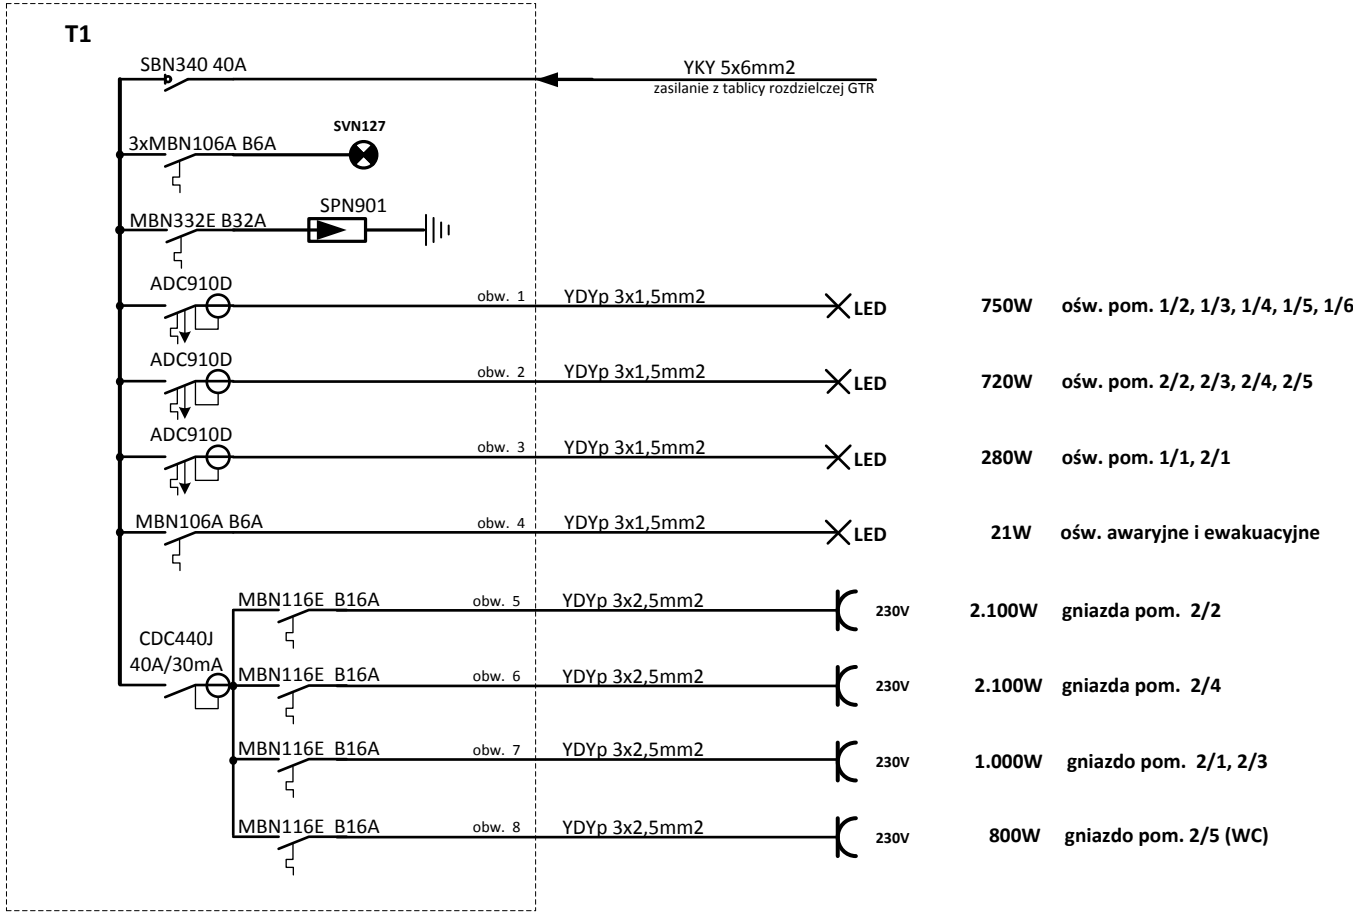 T1
SBN340 40A
YKY 5x6mm2
zasilanie z tablicy rozdzielczej GTR
SVN127
3xMBN106A B6A
SPN901
MBN332E B32A
ADC910D
obw. 1 YDYp 3x1,5mm2 LED 750W ośw. pom. 1/2, 1/3, 1/4, 1/5, 1/6
ADC910D
obw. 2 YDYp 3x1,5mm2 LED 720W ośw. pom. 2/2, 2/3, 2/4, 2/5
ADC910D
obw. 3 YDYp 3x1,5mm2 LED 280W ośw. pom. 1/1, 2/1
MBN106A B6A obw. 4 YDYp 3x1,5mm2 LED 21W ośw. awaryjne i ewakuacyjne
MBN116E B16A obw. 5 YDYp 3x2,5mm2 230V 2.100W gniazda pom. 2/2
CDC440J
40A/30mA
MBN116E B16A obw. 6 YDYp 3x2,5mm2 230V 2.100W gniazda pom. 2/4
MBN116E B16A obw. 7 YDYp 3x2,5mm2 230V 1.000W gniazdo pom. 2/1, 2/3
MBN116E B16A obw. 8 YDYp 3x2,5mm2 230V 800W gniazdo pom. 2/5 (WC)